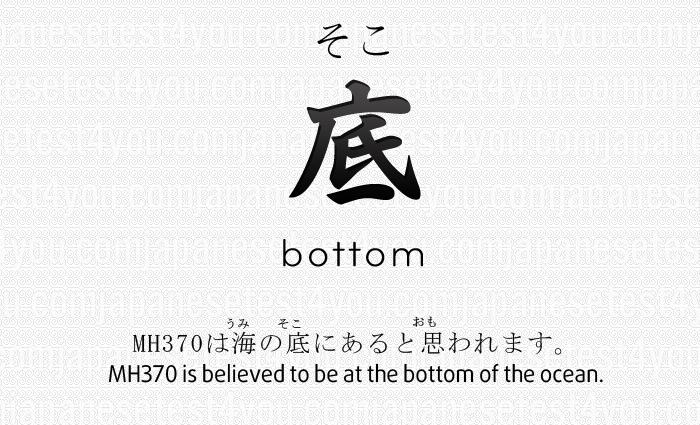 そこ
底
bottom
うみ そこ おも
MH370は海の底にあると思われます。
MH370 is believed to be at the bottom of the ocean.
japanesetest4you.com